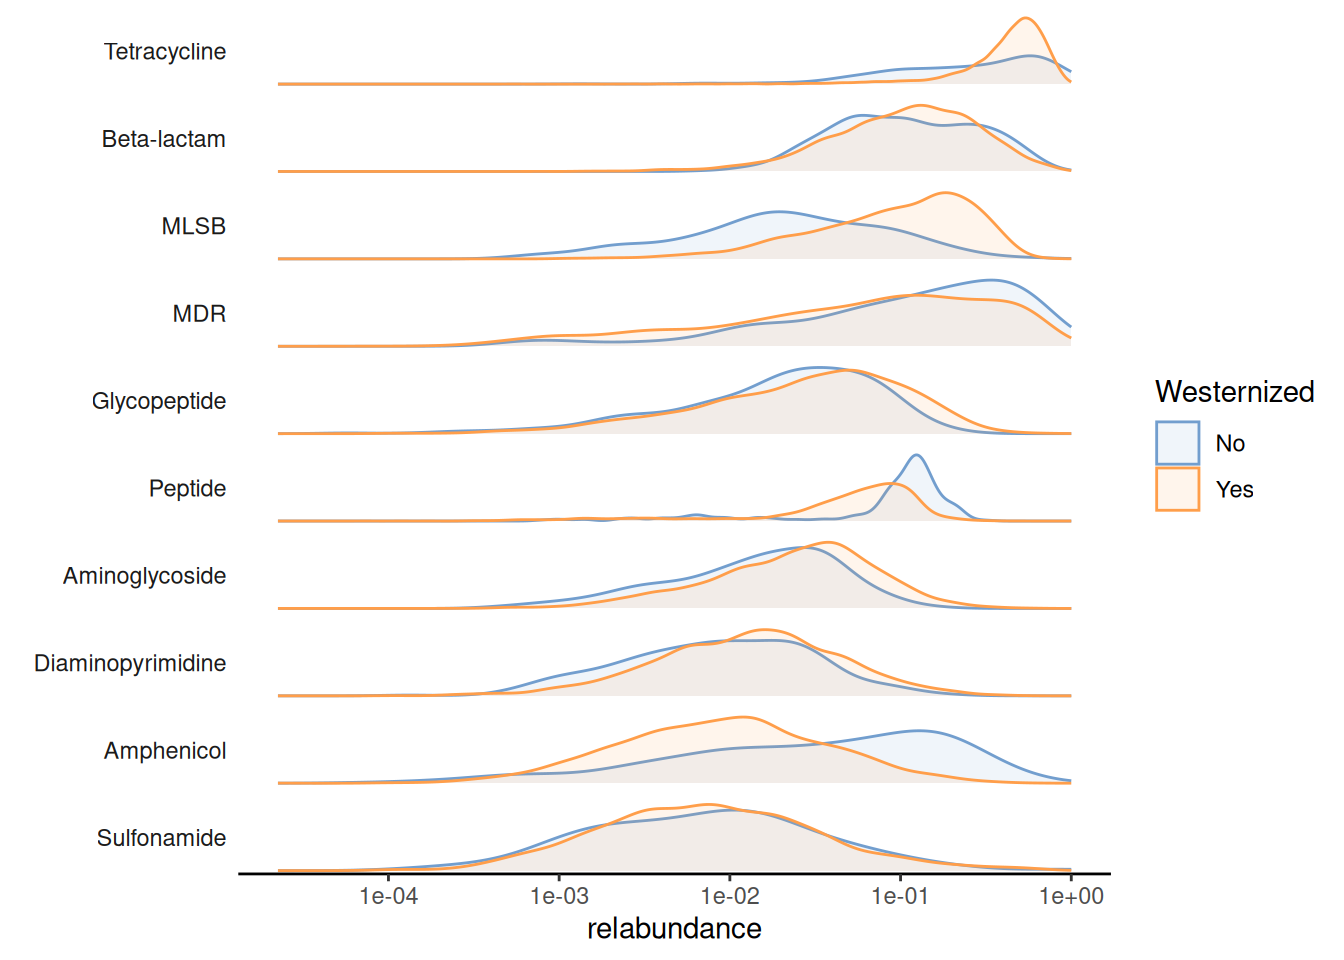 Tetracycline
Beta-lactam
MLSB
MDR
Glycopeptide
Peptide
Aminoglycoside
Diaminopyrimidine
Amphenicol
Sulfonamide
1e-04 1e-03 1e-02 1e-01 1e+00
relabundance
Westernized
No
Yes